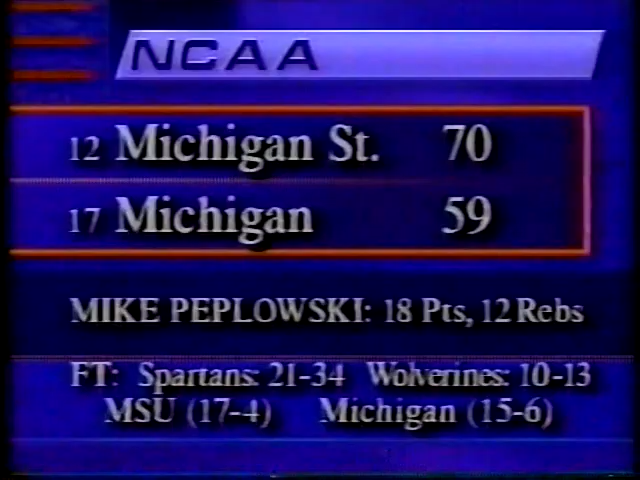 NCAA
12 Michigan St. 70
17 Michigan 59
MIKE PEPLOWSKI: 18 Pts, 12 Rebs
FT: Spartans: 21-34 Wolverines: 10-13
MSU (17-4) Michigan (15-6)